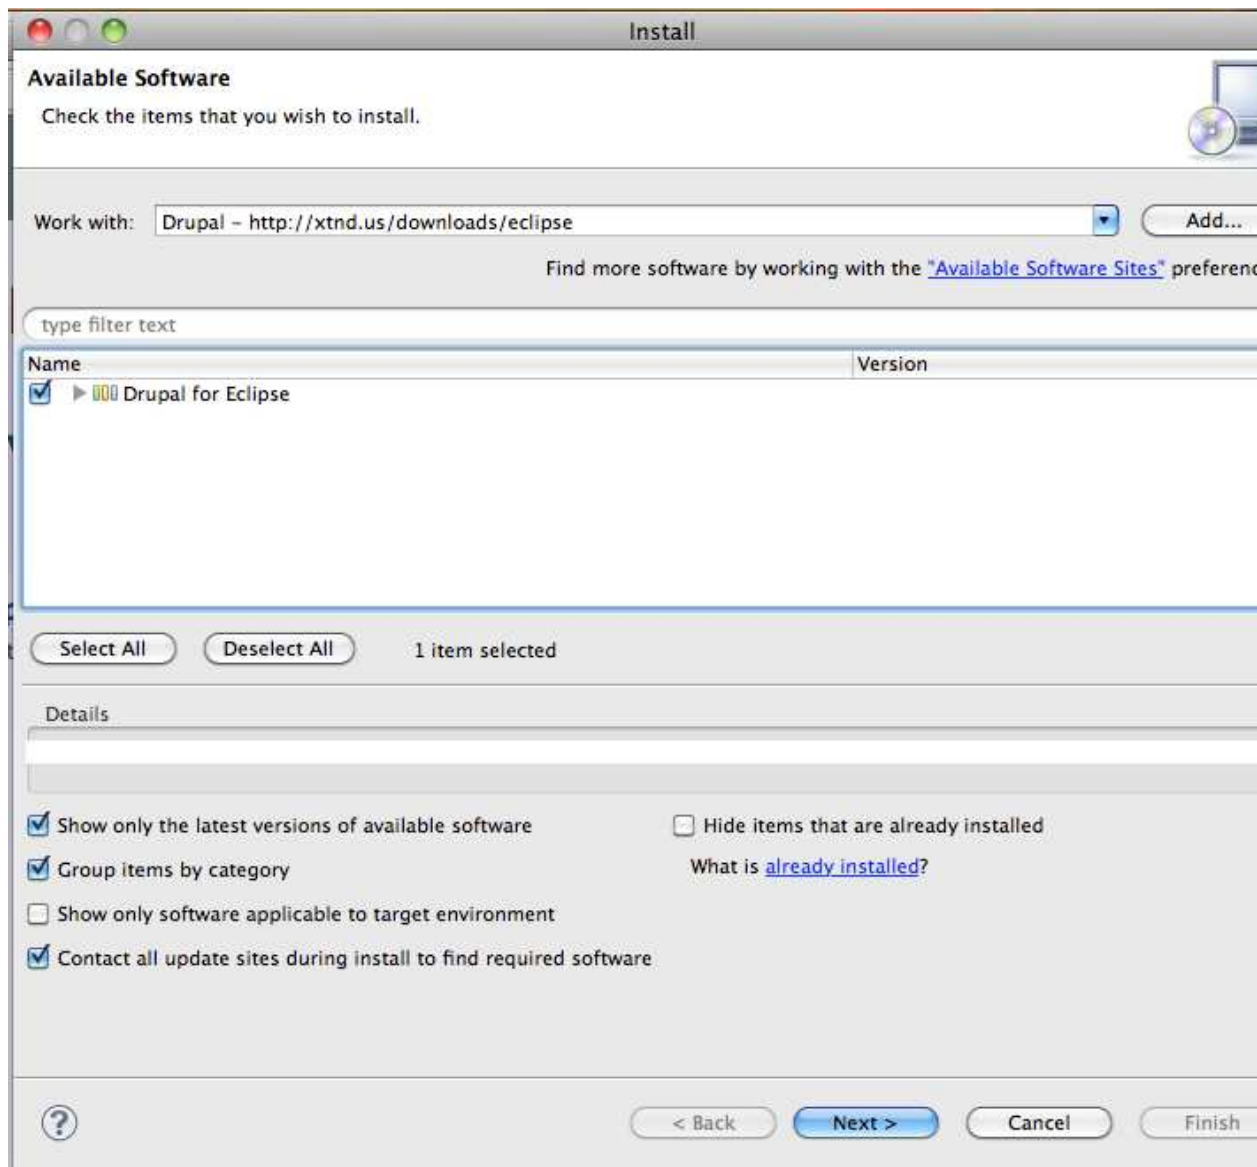 Install
Available Software
Check the items that you wish to install.
Work with: Drupal – http://xtnd.us/downloads/eclipse Add...
Find more software by working with the "Available Software Sites" preferenc
type filter text
Name Version
Drupal for Eclipse
Select All Deselect All 1 item selected
Details
Show only the latest versions of available software Hide items that are already installed
Group items by category What is already installed?
Show only software applicable to target environment
Contact all update sites during install to find required software
? < Back Next > Cancel Finish